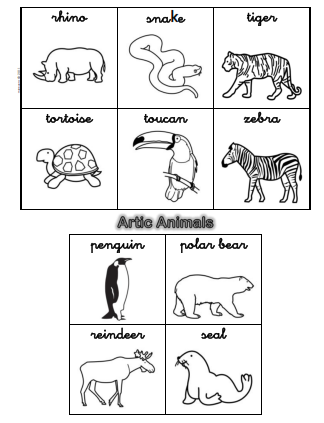 rhino snake tiger
tortoise toucan zebra
Artic Animals
penguin polar bear
reindeer seal